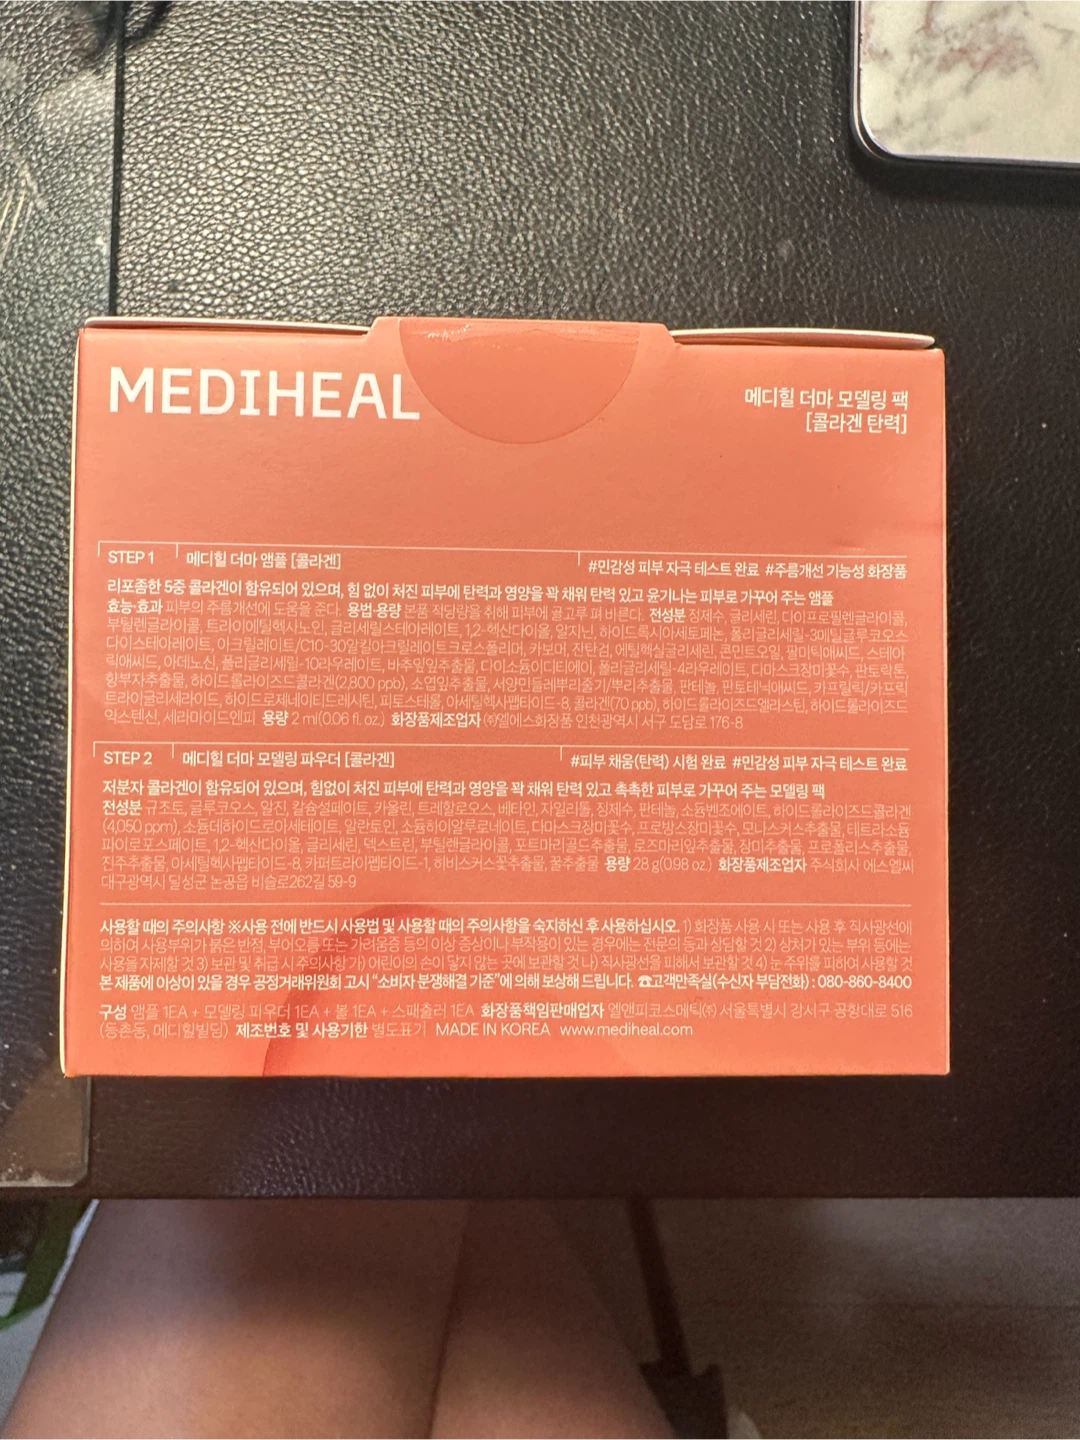 MEDIHEAL
메디힐 더마 모델링 팩
[콜라겐 탄력]
STEP 1 메디힐 더마 앰플 [콜라겐] #민감성 피부 자극 테스트 완료 #주름개선 기능성 화장품
리포좀한 5중 콜라겐이 함유되어 있으며, 힘 없이 처진 피부에 탄력과 영양을 꽉 채워 탄력 있고 윤기나는 피부로 가꾸어 주는 앰플
효능·효과 피부의 주름개선에 도움을 준다. 용법·용량 본품 적당량을 취해 피부에 골고루 펴 바른다. 전성분 정제수, 글리세린, 다이프로필렌글라이콜,
부틸렌글라이콜, 트라이에틸헥사노인, 글리세릴스테아레이트, 1,2-헥산다이올, 알지닌, 하이드록시아세토페논, 폴리글리세릴-3메틸글루코오스
다이스테아레이트, 아크릴레이트/C10-30알킬아크릴레이트크로스폴리머, 카보머, 잔탄검, 에틸헥실글리세린, 콘민트오일, 팔미틱애씨드, 스테아
릭애씨드, 아데노신, 폴리글리세릴-10라우레이트, 바주잎잎추출물, 다이소듐이디티에이, 폴리글리세릴-4라우레이트, 다마스크장미꽃수, 판토락톤,
향부자추출물, 하이드롤라이즈드콜라겐(2,800 ppb), 소엽잎추출물, 서양민들레뿌리줄기/뿌리추출물, 판테놀, 판토테닉애씨드, 카프릴릭/카프릭
트라이글리세라이드, 하이드로제네이티드레시틴, 피토스테롤, 아세틸헥사펩타이드-8, 콜라겐(70 ppb), 하이드롤라이즈드엘라스틴, 하이드롤라이즈드
익스텐신, 세라마이드엔피 용량 2 ml(0.06 fl. oz.) 화장품제조업자 ㈜엘에스화장품 인천광역시 서구 도담로 176-8
STEP 2 메디힐 더마 모델링 파우더 [콜라겐] #피부 채움(탄력) 시험 완료 #민감성 피부 자극 테스트 완료
저분자 콜라겐이 함유되어 있으며, 힘없이 처진 피부에 탄력과 영양을 꽉 채워 탄력 있고 촉촉한 피부로 가꾸어 주는 모델링 팩
전성분 규조토, 글루코오스, 알진, 칼슘설페이트, 카올린, 트레할로오스, 베타인, 자일리톨, 정제수, 판테놀, 소듐벤조에이트, 하이드롤라이즈드콜라겐
(4,050 ppm), 소듐데하이드로아세테이트, 알란토인, 소듐하이알루로네이트, 다마스크장미꽃수, 프로방스장미꽃수, 모나스커스추출물, 테트라소듐
파이로포스페이트, 1,2-헥산다이올, 글리세린, 덱스트린, 부틸렌글라이콜, 포트마리골드추출물, 로즈마리잎추출물, 장미추출물, 프로폴리스추출물,
진주추출물, 아세틸헥사펩타이드-8, 카퍼트라이펩타이드-1, 히비스커스꽃추출물, 꿀추출물 용량 28 g(0.98 oz.) 화장품제조업자 주식회사 에스엘씨
대구광역시 달성군 논공읍 비슬로262길 59-9
사용할 때의 주의사항 ※사용 전에 반드시 사용법 및 사용할 때의 주의사항을 숙지하신 후 사용하십시오. 1) 화장품 사용 시 또는 사용 후 직사광선에
의하여 사용부위가 붉은 반점, 부어오름 또는 가려움증 등의 이상 증상이나 부작용이 있는 경우에는 전문의 등과 상담할 것 2) 상처가 있는 부위 등에는
사용을 자제할 것 3) 보관 및 취급 시 주의사항 가) 어린이의 손이 닿지 않는 곳에 보관할 것 나) 직사광선을 피해서 보관할 것 4) 눈 주위를 피하여 사용할 것
본 제품에 이상이 있을 경우 공정거래위원회 고시 “소비자 분쟁해결 기준”에 의해 보상해 드립니다. ☎고객만족실(수신자 부담전화) : 080-860-8400
구성 앰플 1EA + 모델링 파우더 1EA + 볼 1EA + 스패출러 1EA 화장품책임판매업자 엘앤피코스메틱㈜ 서울특별시 강서구 공항대로 516
(등촌동, 메디힐빌딩) 제조번호 및 사용기한 별도표기 MADE IN KOREA www.mediheal.com